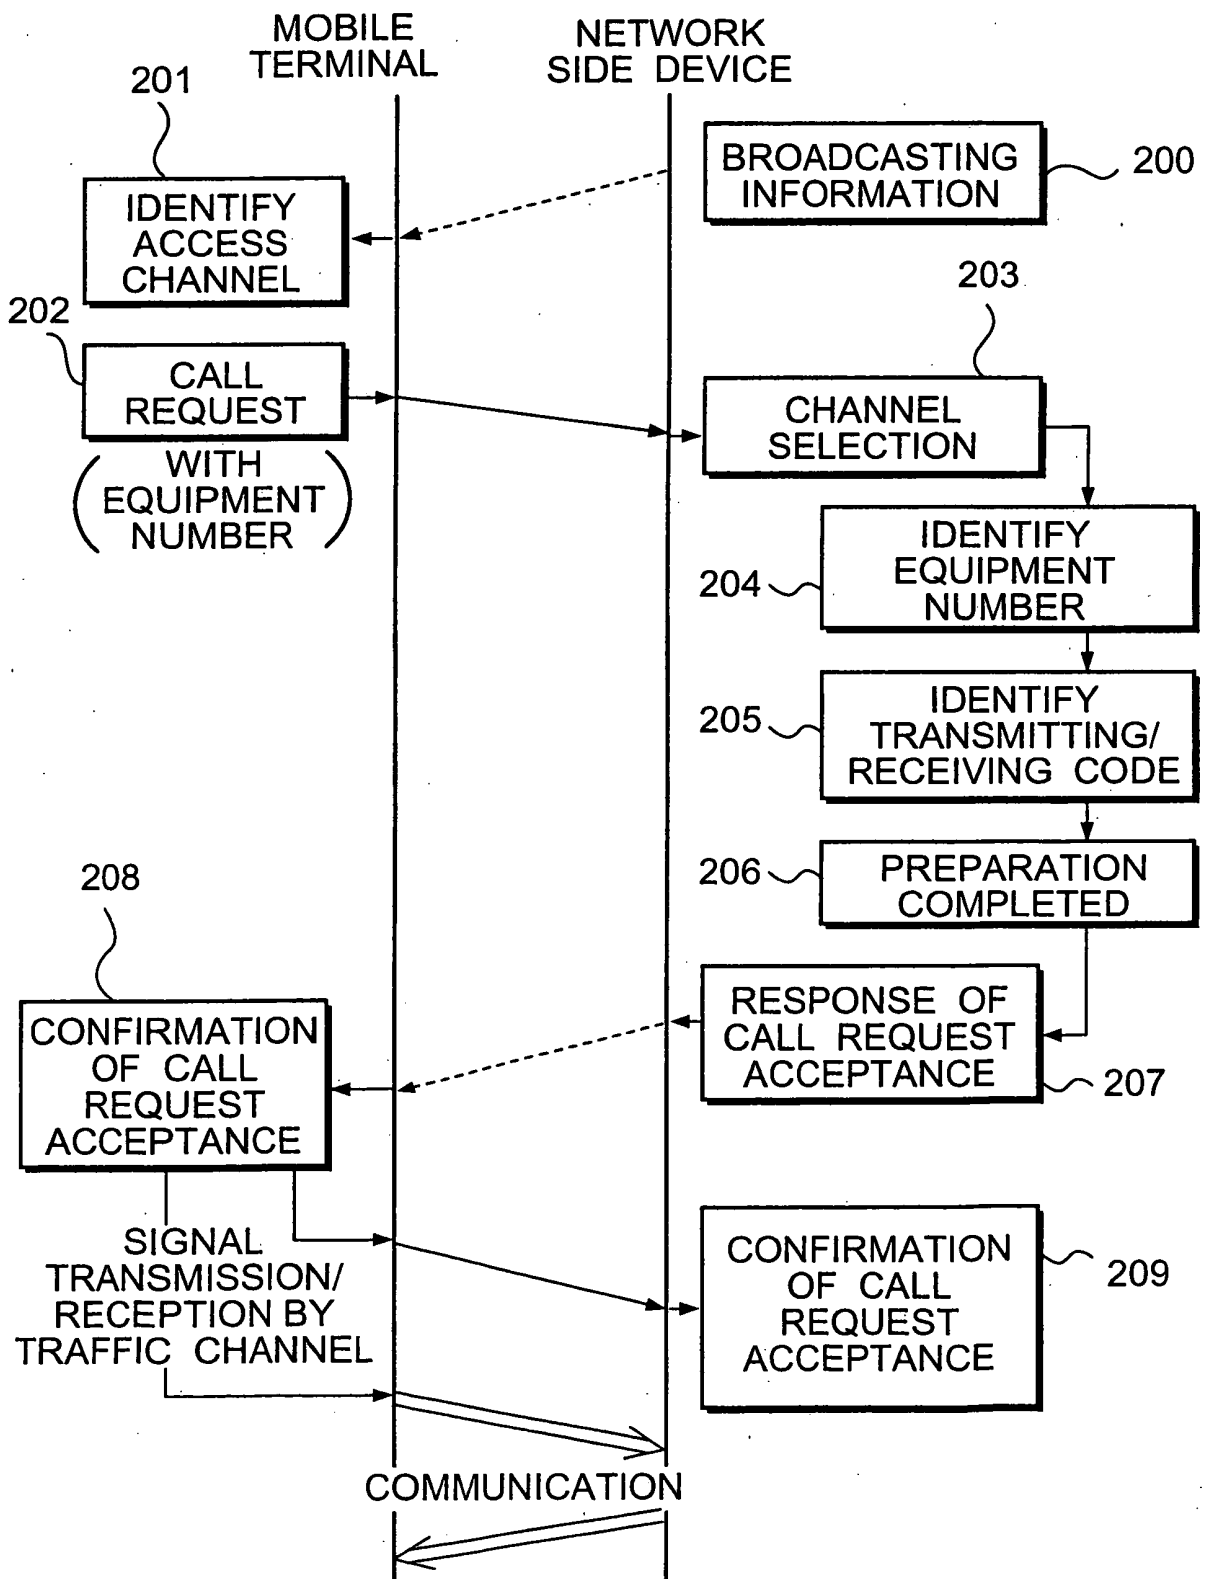 MOBILE
TERMINAL
NETWORK
SIDE DEVICE
201
BROADCASTING
INFORMATION
200
IDENTIFY
ACCESS
CHANNEL
202
CALL
REQUEST
(WITH
EQUIPMENT
NUMBER)
203
CHANNEL
SELECTION
204
IDENTIFY
EQUIPMENT
NUMBER
205
IDENTIFY
TRANSMITTING/
RECEIVING CODE
206
PREPARATION
COMPLETED
208
RESPONSE OF
CALL REQUEST
ACCEPTANCE
207
CONFIRMATION
OF CALL
REQUEST
ACCEPTANCE
SIGNAL
TRANSMISSION/
RECEPTION BY
TRAFFIC CHANNEL
CONFIRMATION
OF CALL
REQUEST
ACCEPTANCE
209
COMMUNICATION